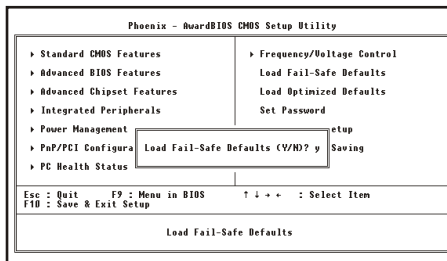 Phoenix - AwardBIOS CMOS Setup Utility
▸ Standard CMOS Features
▸ Advanced BIOS Features
▸ Advanced Chipset Features
▸ Integrated Peripherals
▸ Power Management
▸ PnP/PCI Configura
▸ PC Health Status
▸ Frequency/Voltage Control
Load Fail-Safe Defaults
Load Optimized Defaults
Set Password
etup
Saving
Load Fail-Safe Defaults (Y/N)? y
Esc : Quit F9 : Menu in BIOS ↑ ↓ → ← : Select Item
F10 : Save & Exit Setup
Load Fail-Safe Defaults